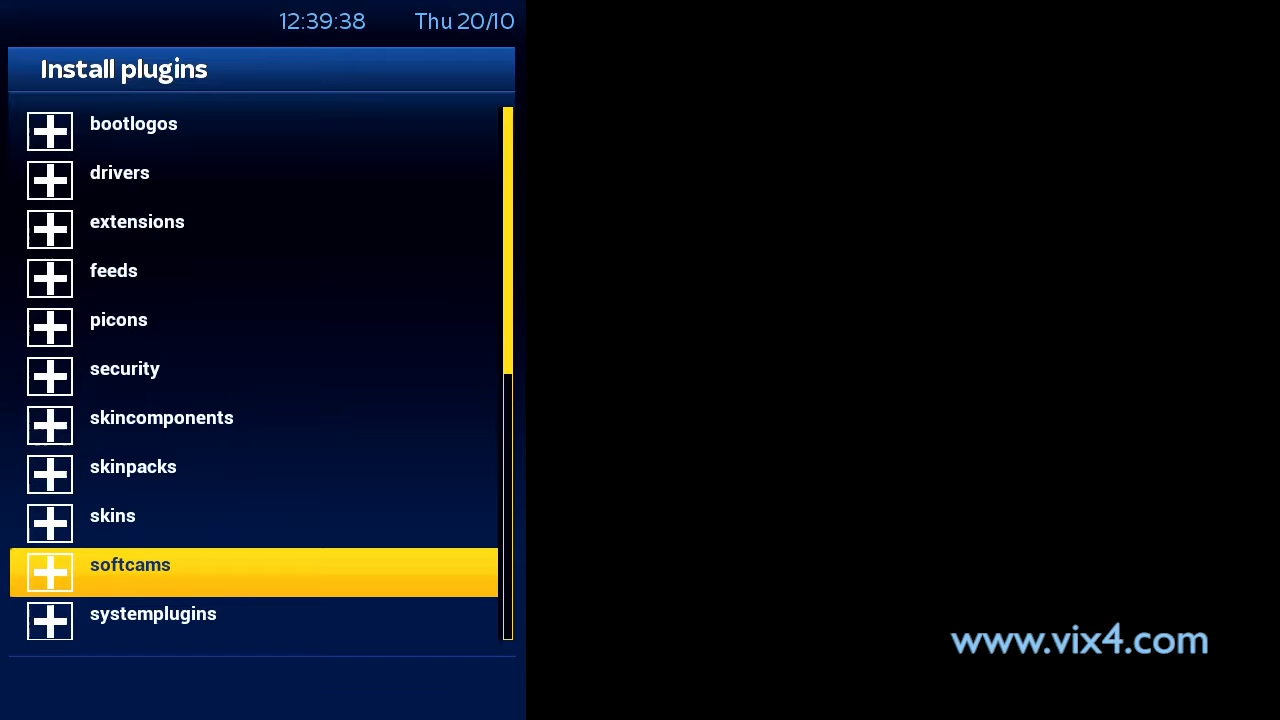 12:39:38 Thu 20/10
Install plugins
bootlogos
drivers
extensions
feeds
picons
security
skincomponents
skinpacks
skins
softcams
systemplugins
www.vix4.com